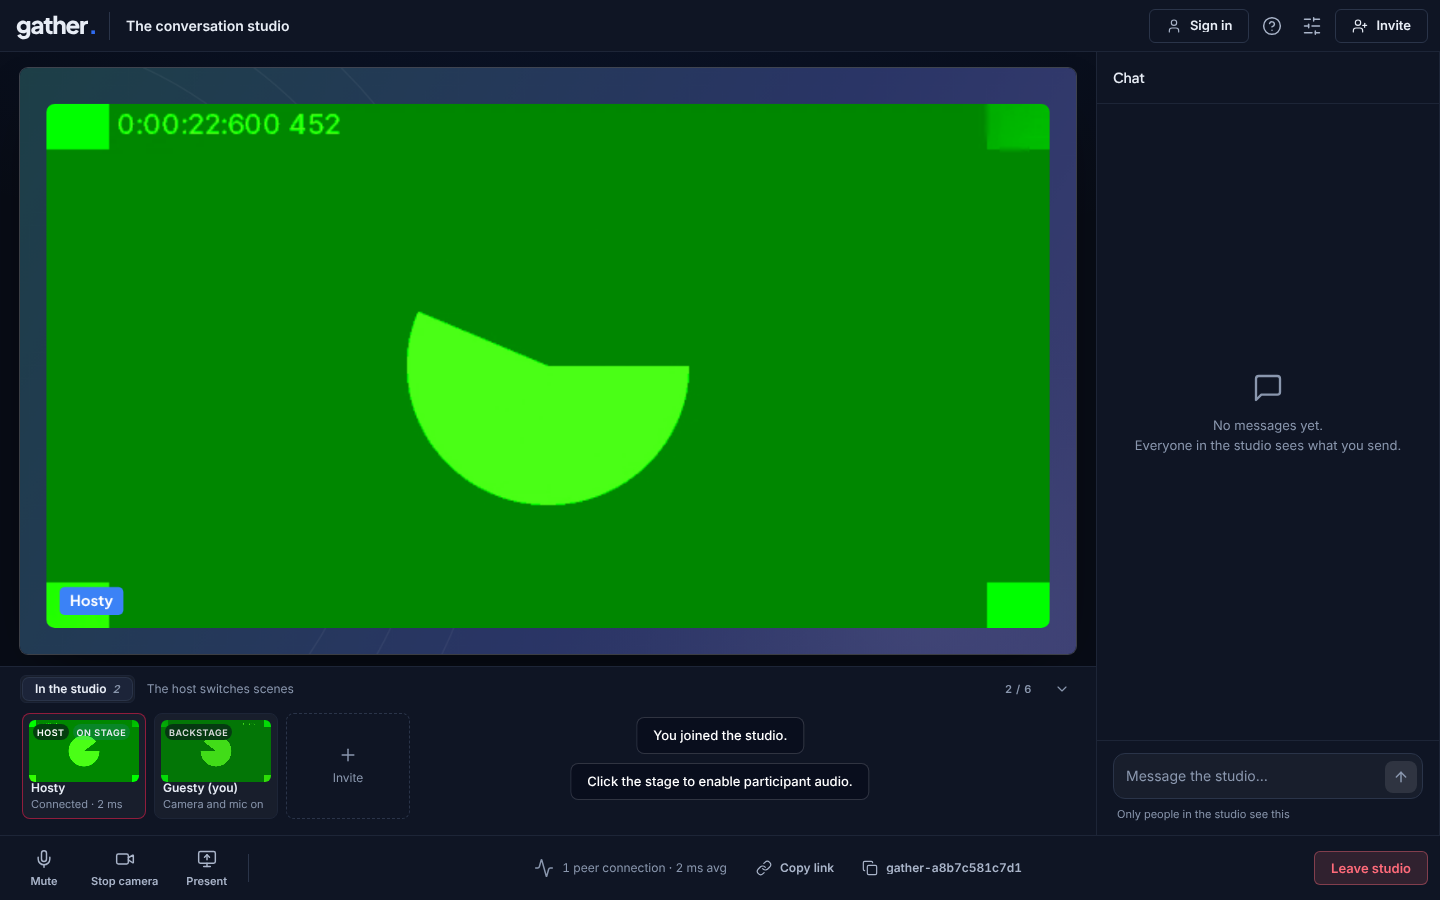 gather.
The conversation studio
Sign in
Invite
0:00:22:600 452
Hosty
Chat
No messages yet.
Everyone in the studio sees what you send.
In the studio 2
The host switches scenes
2 / 6
HOST
ON STAGE
Hosty
Connected · 2 ms
BACKSTAGE
Guesty (you)
Camera and mic on
Invite
You joined the studio.
Click the stage to enable participant audio.
Message the studio...
Only people in the studio see this
Mute
Stop camera
Present
1 peer connection · 2 ms avg
Copy link
gather-a8b7c581c7d1
Leave studio